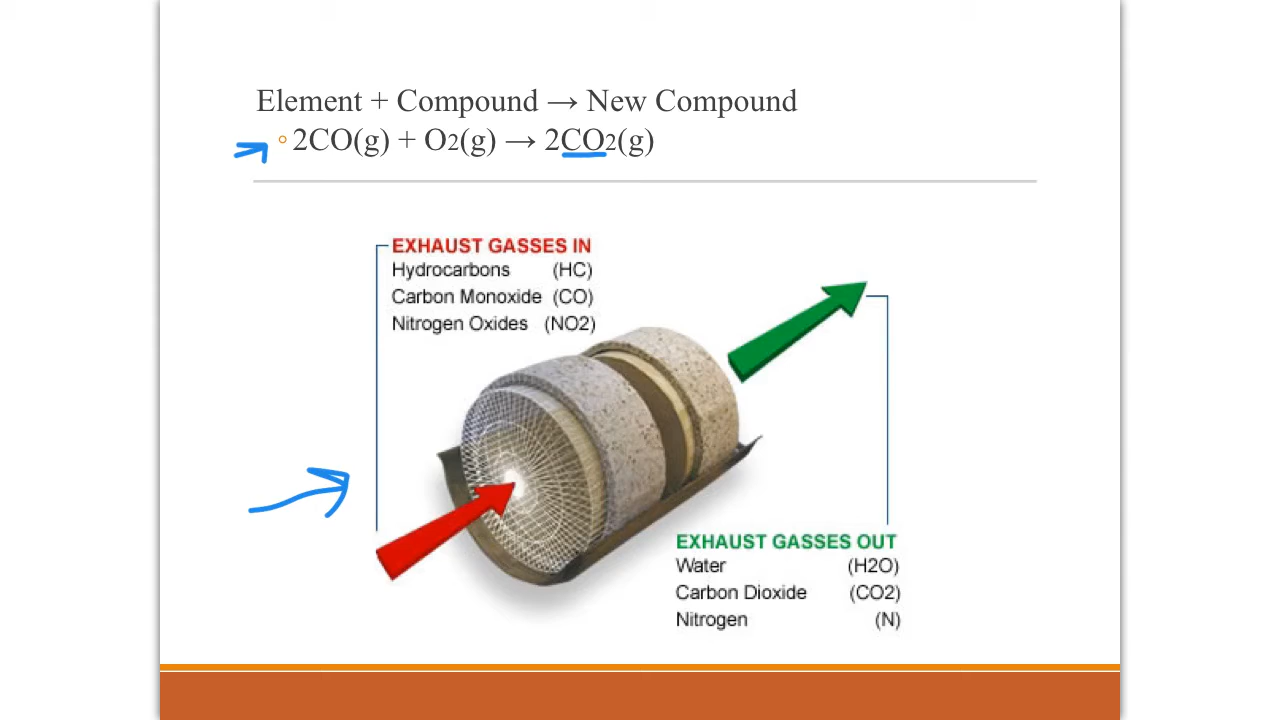 Element + Compound → New Compound
◦2CO(g) + O2(g) → 2CO2(g)
EXHAUST GASSES IN
Hydrocarbons (HC)
Carbon Monoxide (CO)
Nitrogen Oxides (NO2)
EXHAUST GASSES OUT
Water (H2O)
Carbon Dioxide (CO2)
Nitrogen (N)